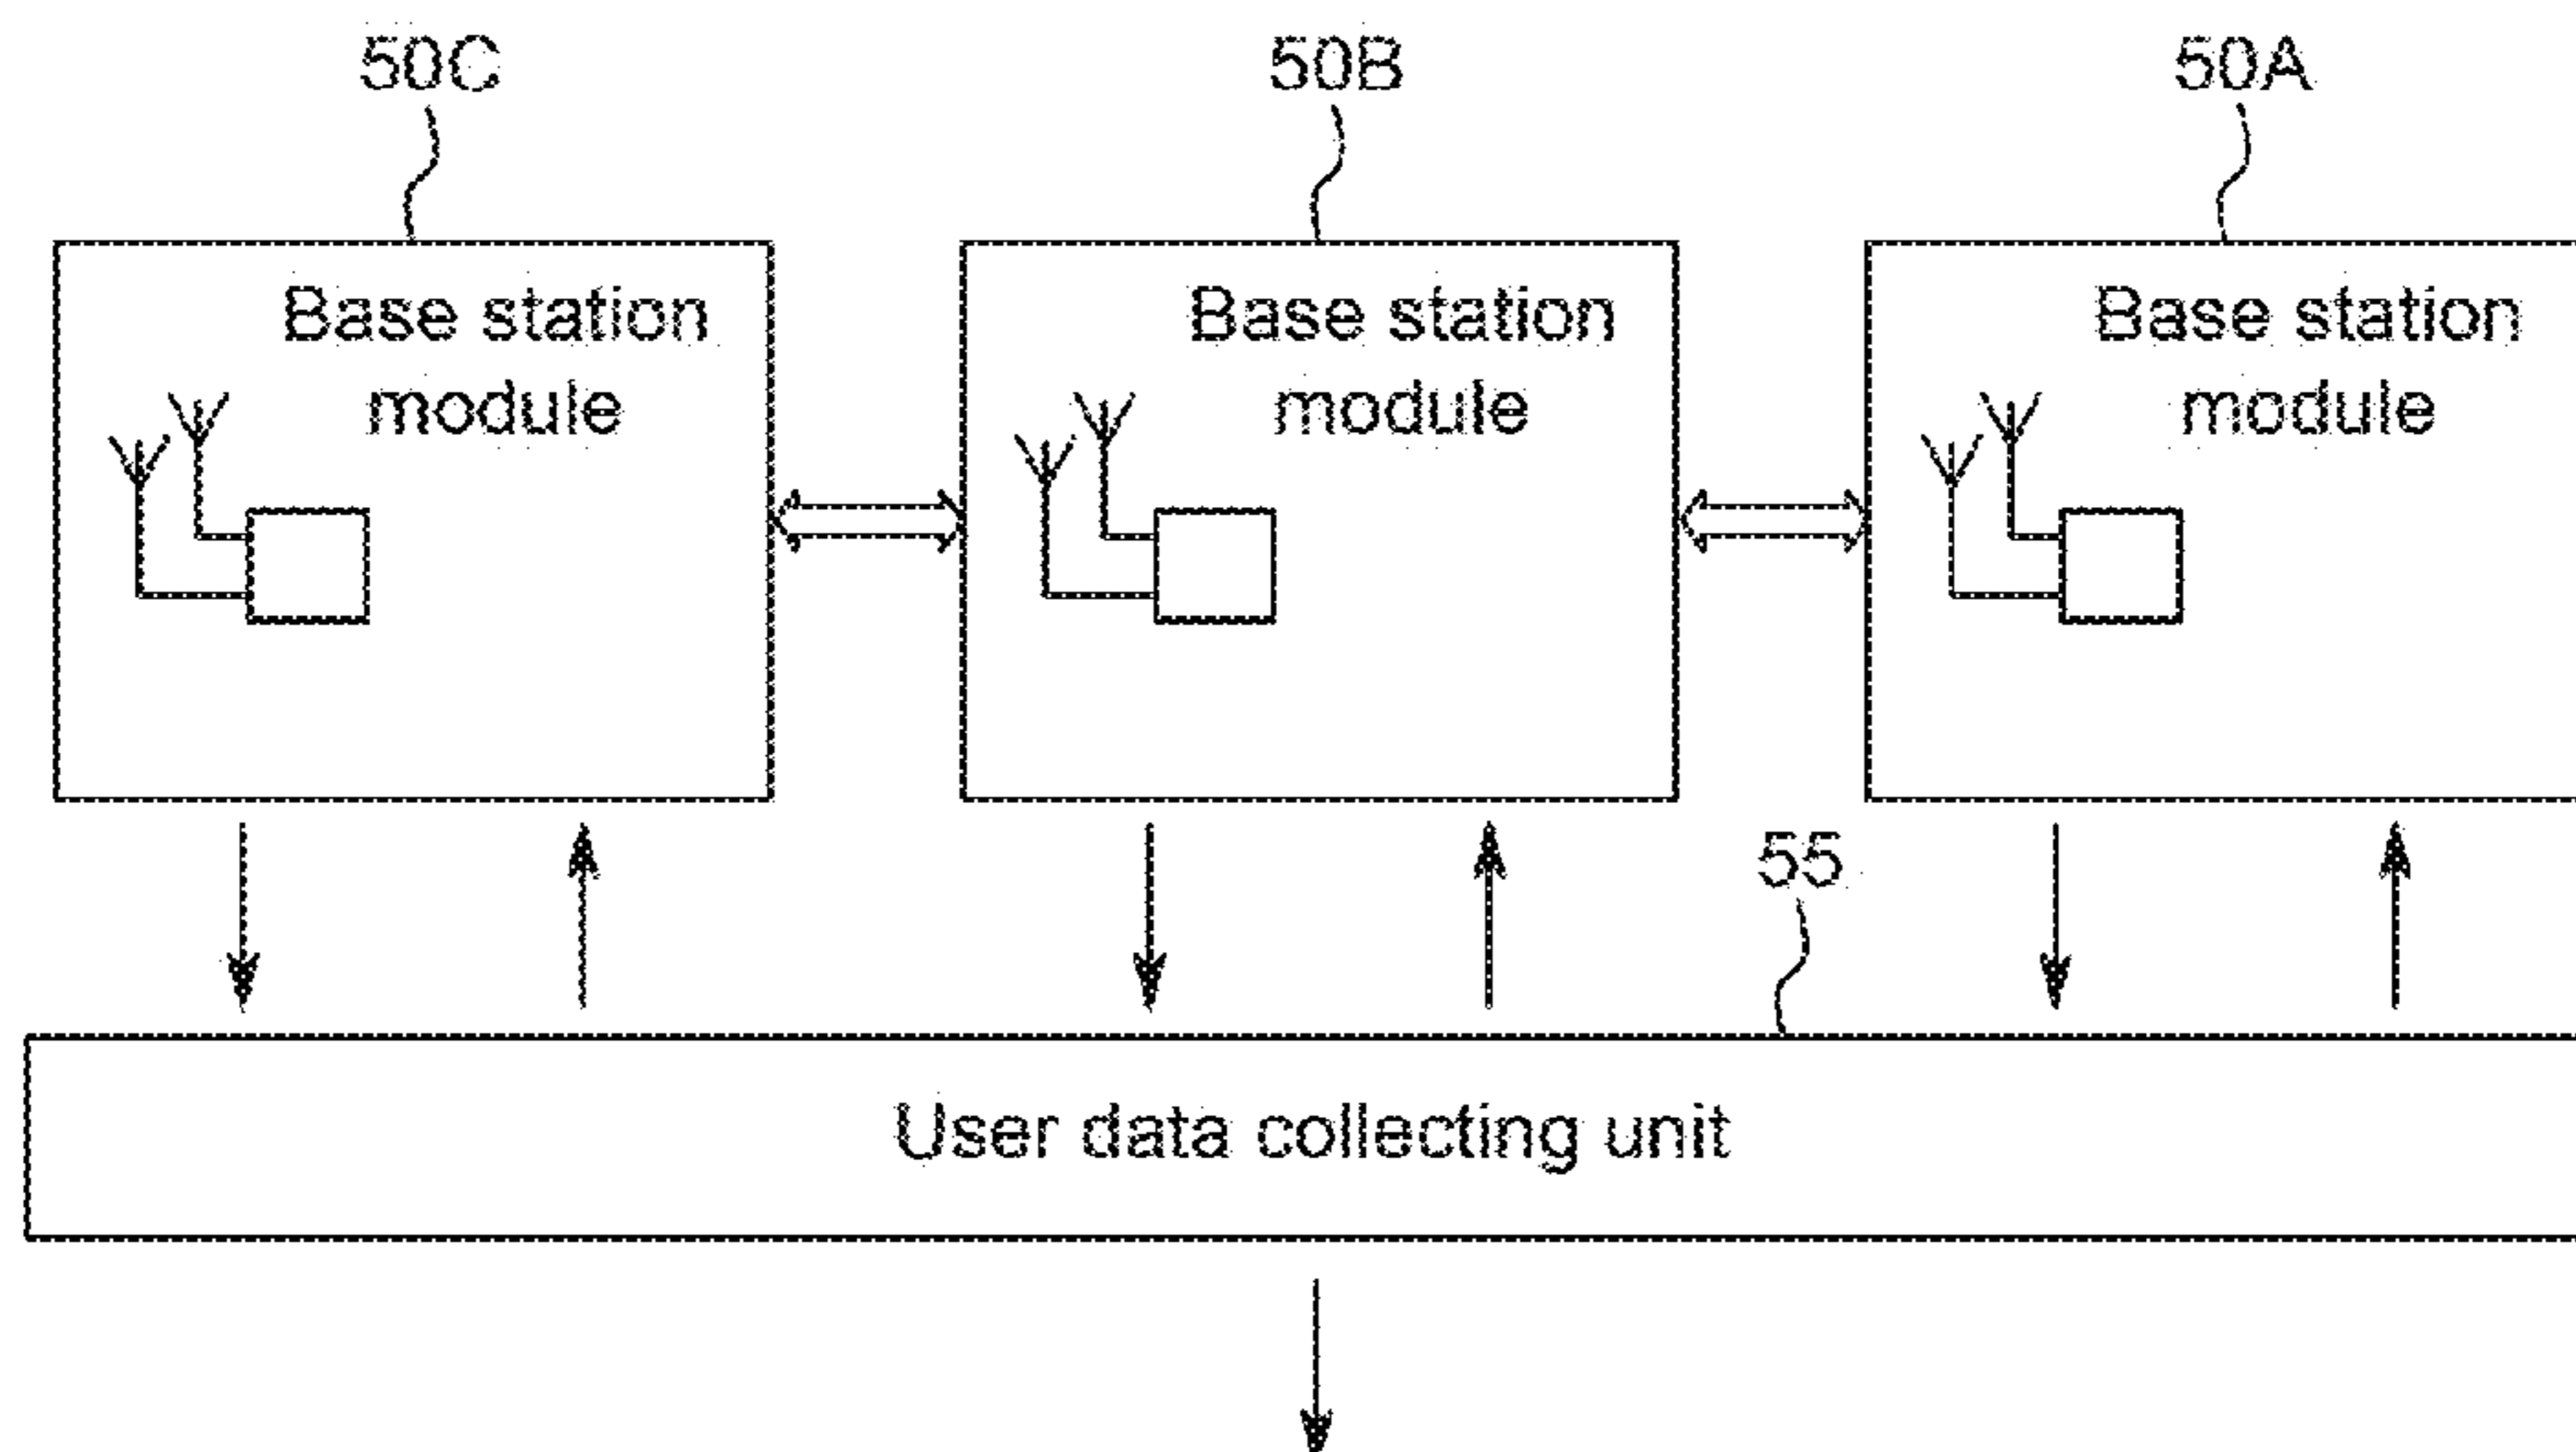 50C
50B
50A
Base station
module
Base station
module
Base station
module
55
User data collecting unit